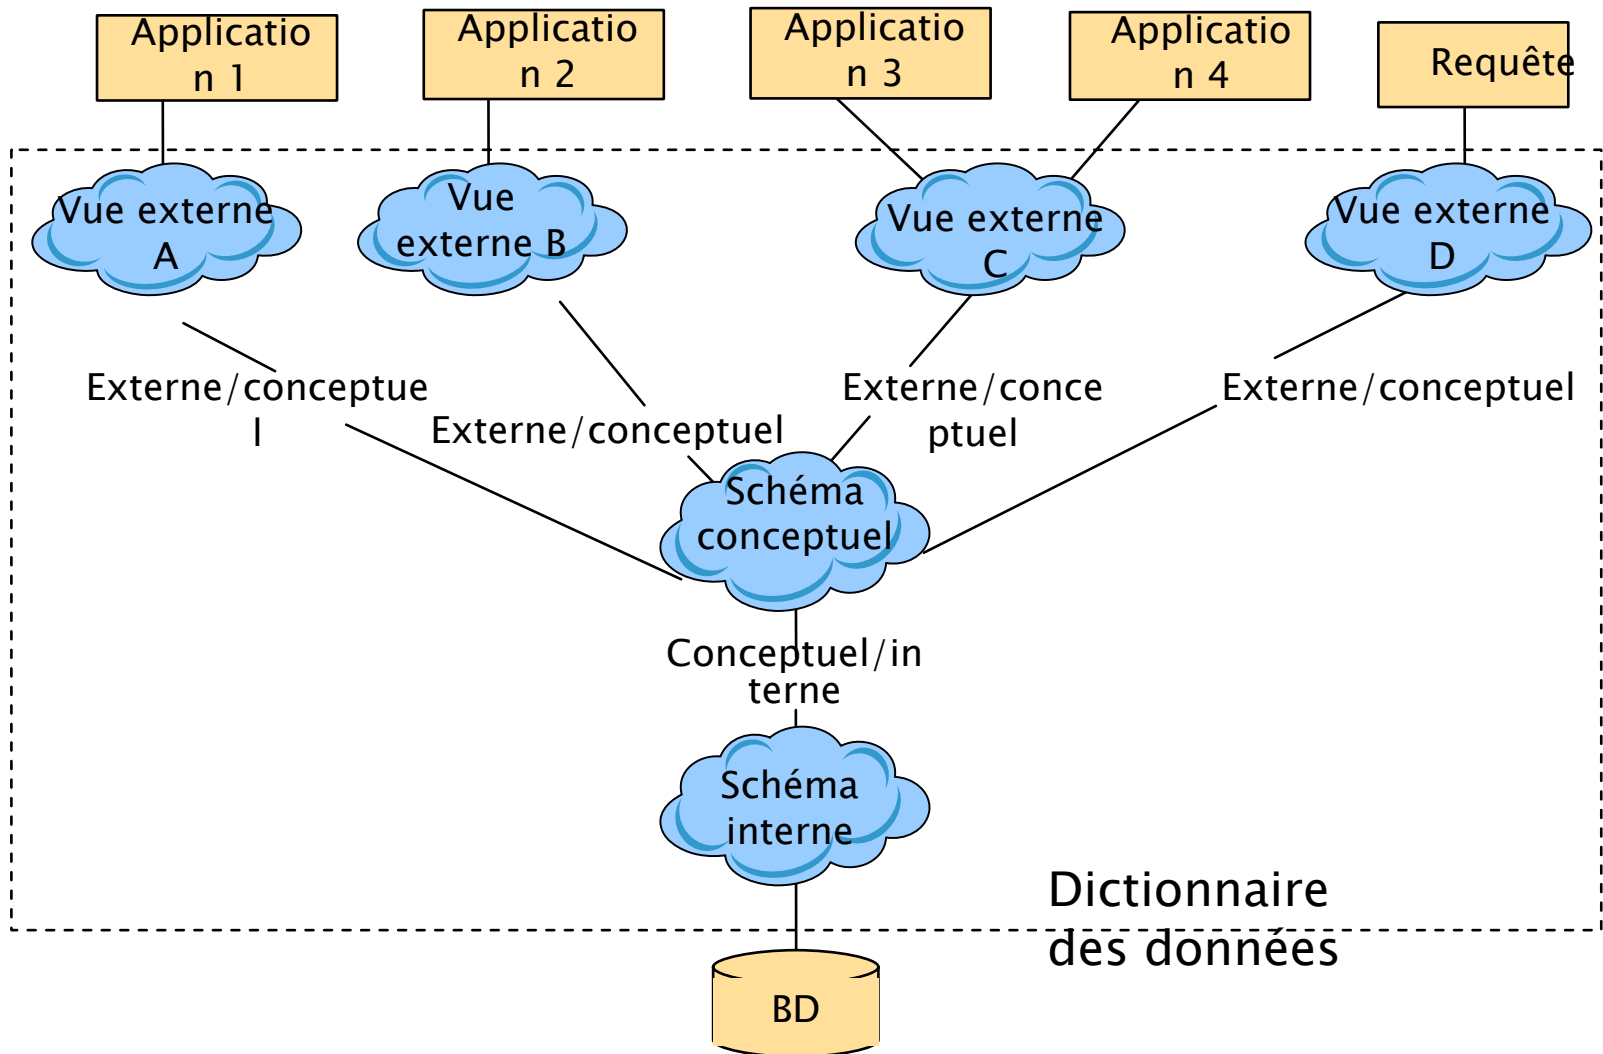 Applicatio
n 1
Applicatio
n 2
Applicatio
n 3
Applicatio
n 4
Requête
Vue externe
A
Vue
externe B
Vue externe
C
Vue externe
D
Externe/conceptue
l
Externe/conceptuel
Externe/conce
ptuel
Externe/conceptuel
Schéma
conceptuel
Conceptuel/in
terne
Schéma
interne
Dictionnaire
des données
BD